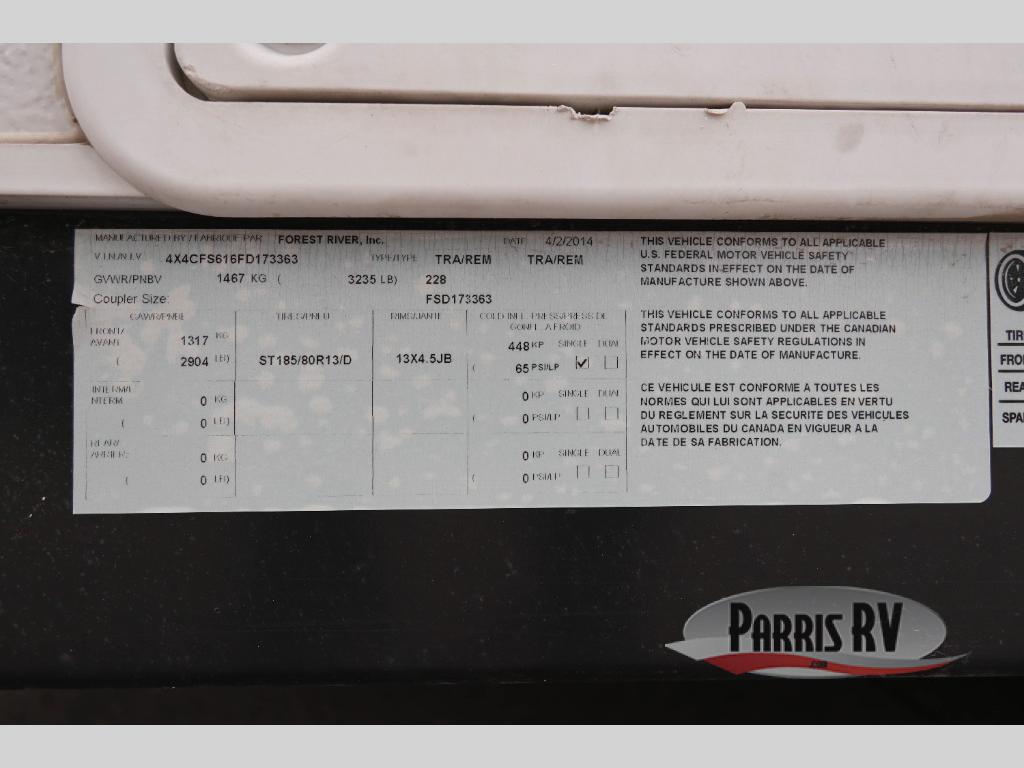 MANUFACTURED BY / FABRIQUE PAR FOREST RIVER, Inc. DATE 4/2/2014
V.I.N./N.I.V. 4X4CFS616FD173363 TYPE/TYPE TRA/REM TRA/REM
GVWR/PNBV 1467 KG ( 3235 LB) 228
Coupler Size: FSD173363
GAWR/PNBE TIRES/PNEU RIMS/JANTE COLD INFL. PRESS/PRESS DE
GONFL. A FROID
FRONT/
AVANT 1317 KG 448 KP SINGLE DUAL
( 2904 LB) ST185/80R13/D 13X4.5JB ( 65 PSI/LP
INTERM/
INTERM 0 KG 0 KP SINGLE DUAL
( 0 LB) ( 0 PSI/LP
REAR/
ARRIERE 0 KG 0 KP SINGLE DUAL
( 0 LB) ( 0 PSI/LP
THIS VEHICLE CONFORMS TO ALL APPLICABLE
U.S. FEDERAL MOTOR VEHICLE SAFETY
STANDARDS IN EFFECT ON THE DATE OF
MANUFACTURE SHOWN ABOVE.
THIS VEHICLE CONFORMS TO ALL APPLICABLE
STANDARDS PRESCRIBED UNDER THE CANADIAN
MOTOR VEHICLE SAFETY REGULATIONS IN
EFFECT ON THE DATE OF MANUFACTURE.
CE VEHICULE EST CONFORME A TOUTES LES
NORMES QUI LUI SONT APPLICABLES EN VERTU
DU REGLEMENT SUR LA SECURITE DES VEHICULES
AUTOMOBILES DU CANADA EN VIGUEUR A LA
DATE DE SA FABRICATION.
TIR
FRO
REA
SPA
PARRIS RV
.com